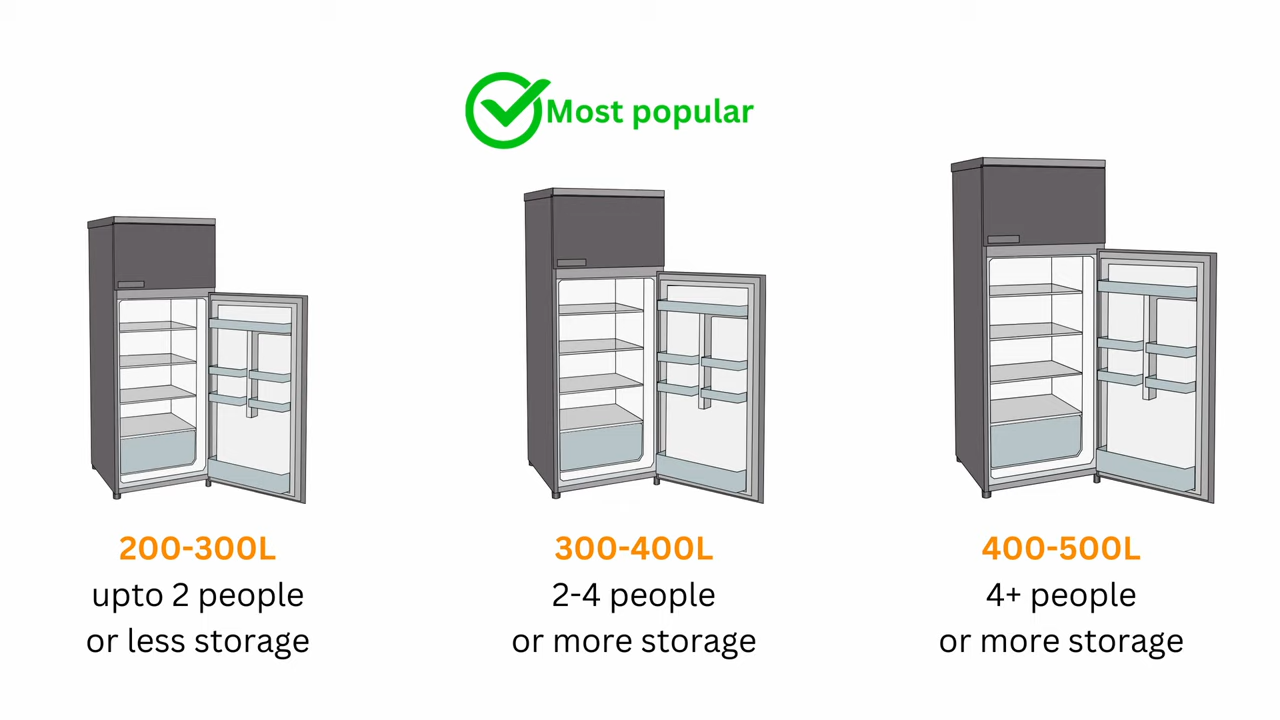 Most popular
200-300L
upto 2 people
or less storage
300-400L
2-4 people
or more storage
400-500L
4+ people
or more storage